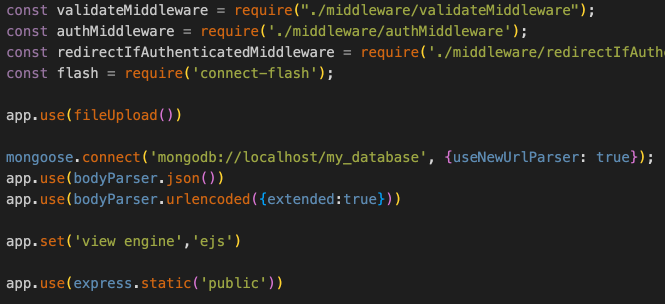 const validateMiddleware = require("./middleware/validateMiddleware");
const authMiddleware = require('./middleware/authMiddleware');
const redirectIfAuthenticatedMiddleware = require('./middleware/redirectIfAuthe
const flash = require('connect-flash');
app.use(fileUpload())
mongoose.connect('mongodb://localhost/my_database', {useNewUrlParser: true});
app.use(bodyParser.json())
app.use(bodyParser.urlencoded({extended:true}))
app.set('view engine','ejs')
app.use(express.static('public'))